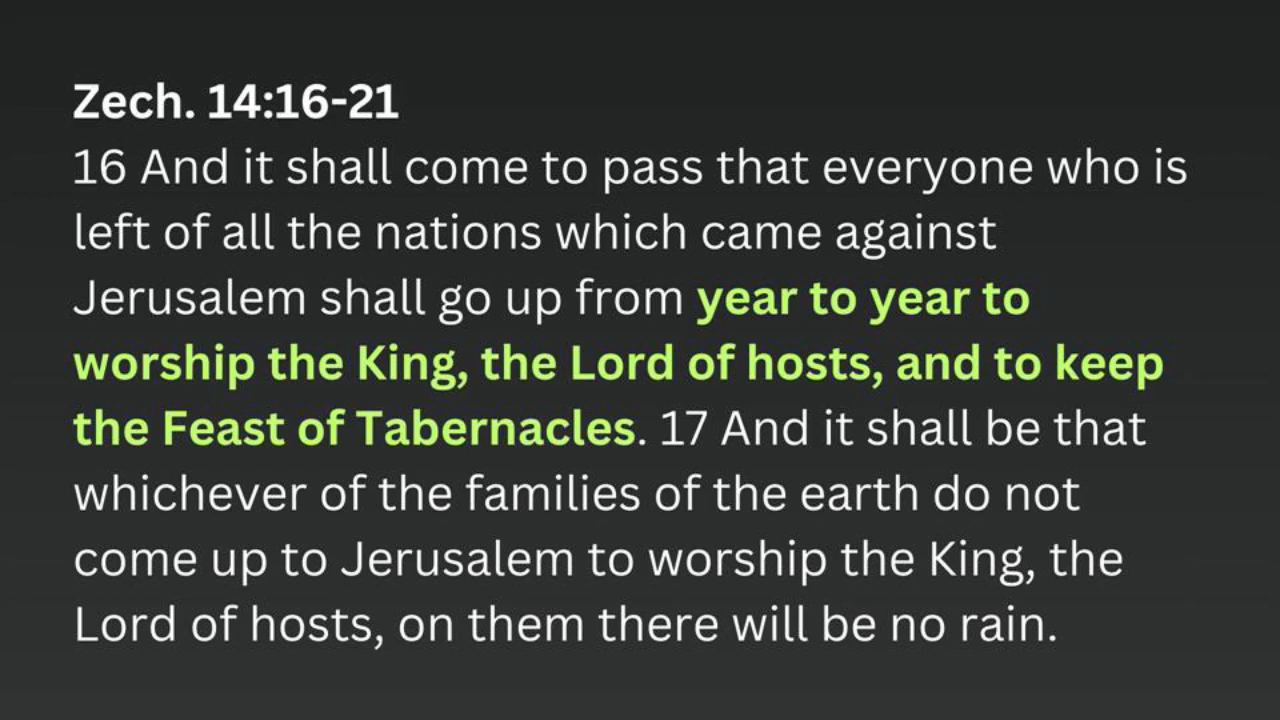 Zech. 14:16-21
16 And it shall come to pass that everyone who is
left of all the nations which came against
Jerusalem shall go up from year to year to
worship the King, the Lord of hosts, and to keep
the Feast of Tabernacles. 17 And it shall be that
whichever of the families of the earth do not
come up to Jerusalem to worship the King, the
Lord of hosts, on them there will be no rain.